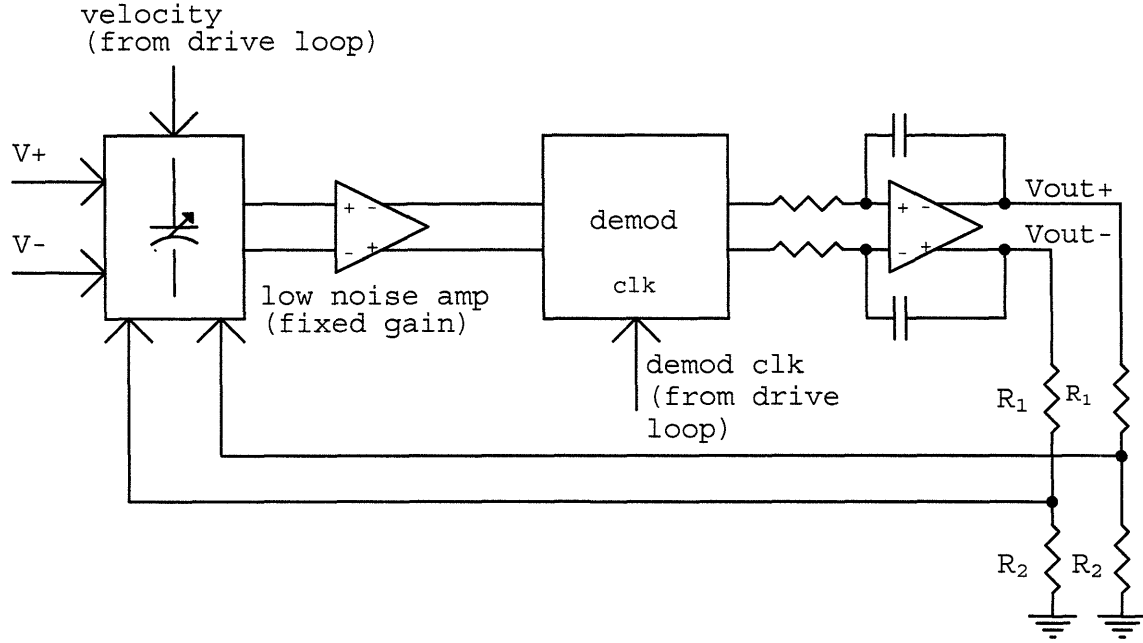 velocity
(from drive loop)
V+
V-
+ -
- +
low noise amp
(fixed gain)
demod
clk
demod clk
(from drive
loop)
+ -
- +
Vout+
Vout-
R₁ R₁
R₂ R₂